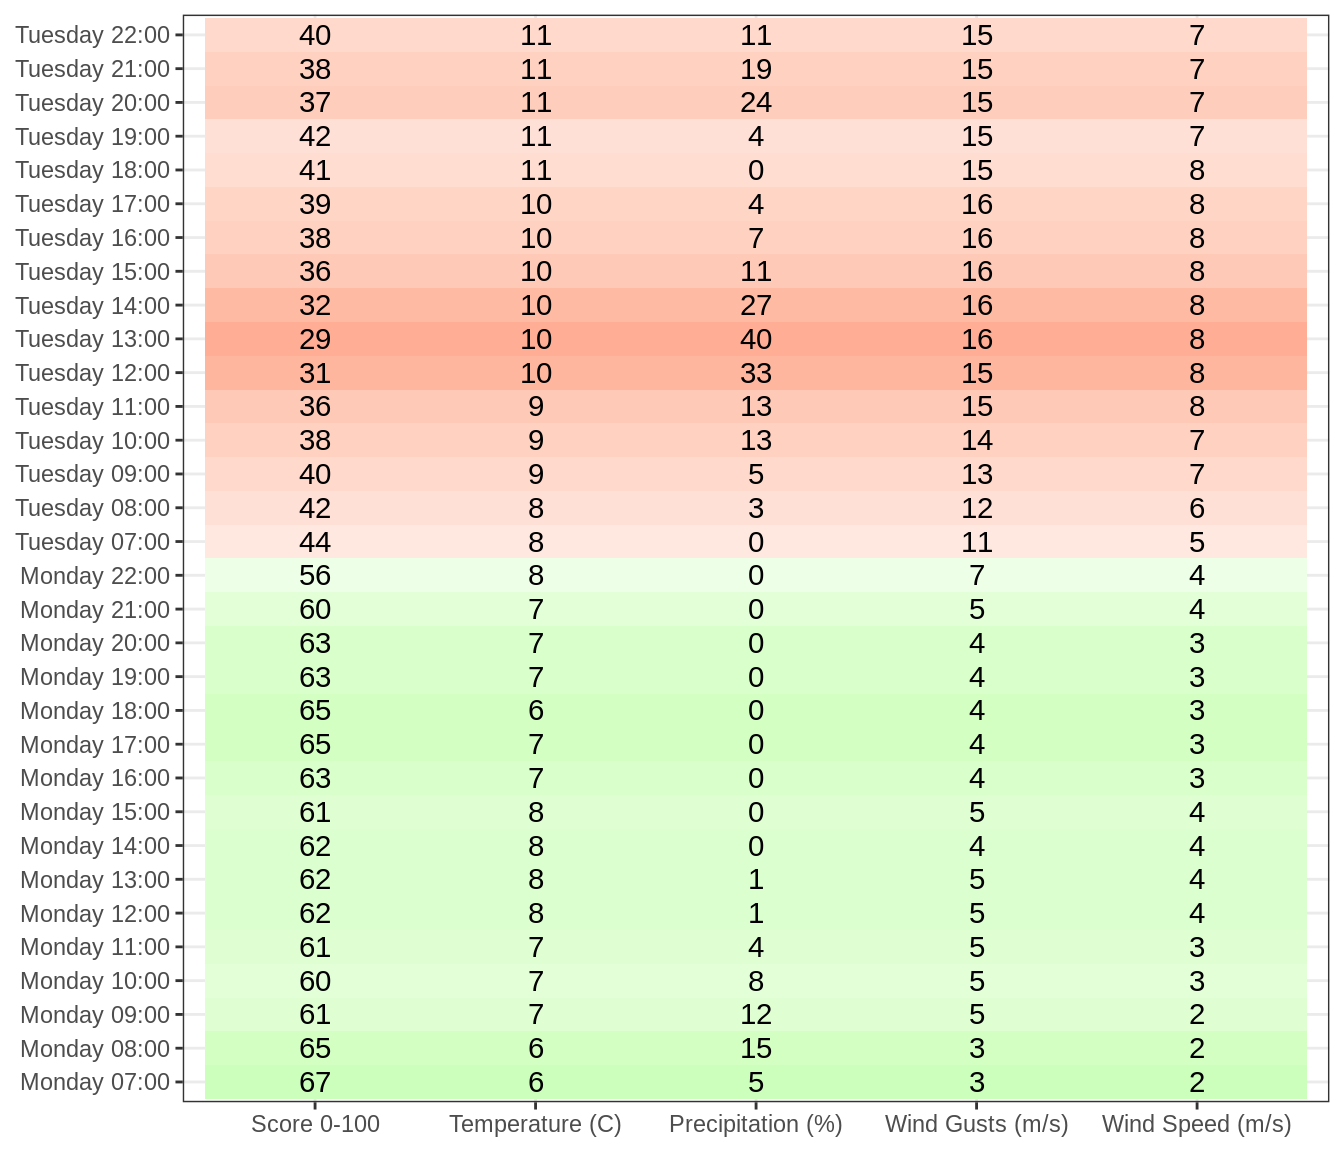 Tuesday 22:00 40 11 11 15 7
Tuesday 21:00 38 11 19 15 7
Tuesday 20:00 37 11 24 15 7
Tuesday 19:00 42 11 4 15 7
Tuesday 18:00 41 11 0 15 8
Tuesday 17:00 39 10 4 16 8
Tuesday 16:00 38 10 7 16 8
Tuesday 15:00 36 10 11 16 8
Tuesday 14:00 32 10 27 16 8
Tuesday 13:00 29 10 40 16 8
Tuesday 12:00 31 10 33 15 8
Tuesday 11:00 36 9 13 15 8
Tuesday 10:00 38 9 13 14 7
Tuesday 09:00 40 9 5 13 7
Tuesday 08:00 42 8 3 12 6
Tuesday 07:00 44 8 0 11 5
Monday 22:00 56 8 0 7 4
Monday 21:00 60 7 0 5 4
Monday 20:00 63 7 0 4 3
Monday 19:00 63 7 0 4 3
Monday 18:00 65 6 0 4 3
Monday 17:00 65 7 0 4 3
Monday 16:00 63 7 0 4 3
Monday 15:00 61 8 0 5 4
Monday 14:00 62 8 0 4 4
Monday 13:00 62 8 1 5 4
Monday 12:00 62 8 1 5 4
Monday 11:00 61 7 4 5 3
Monday 10:00 60 7 8 5 3
Monday 09:00 61 7 12 5 2
Monday 08:00 65 6 15 3 2
Monday 07:00 67 6 5 3 2
Score 0-100 Temperature (C) Precipitation (%) Wind Gusts (m/s) Wind Speed (m/s)